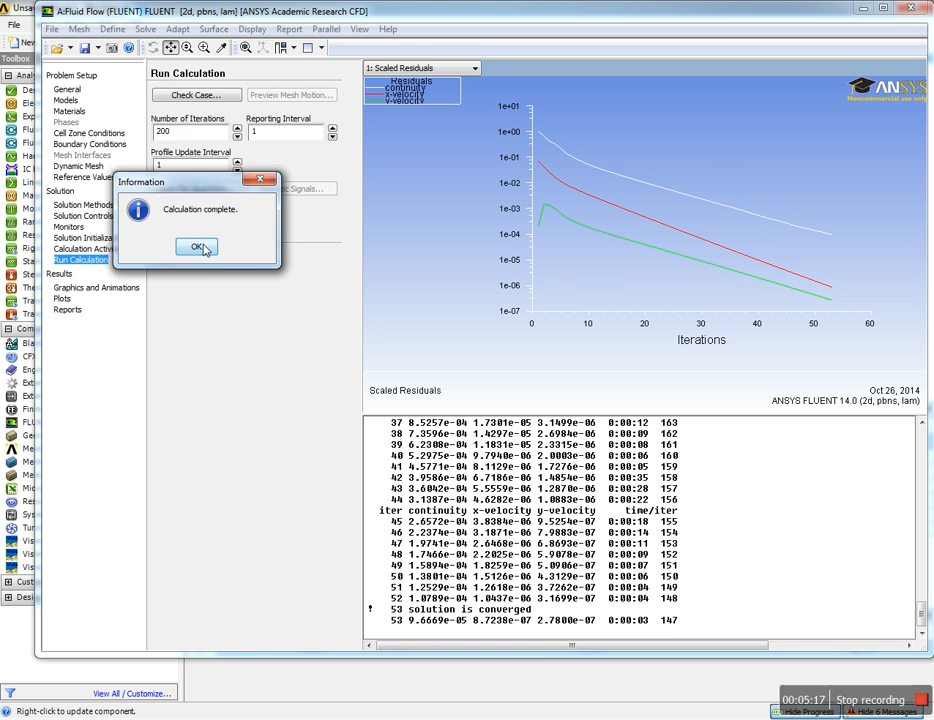 Unsav
A:Fluid Flow (FLUENT) FLUENT [2d, pbns, lam] [ANSYS Academic Research CFD]
File
File Mesh Define Solve Adapt Surface Display Report Parallel View Help
New
Toolbox
Problem Setup
General
Models
Materials
Phases
Cell Zone Conditions
Boundary Conditions
Mesh Interfaces
Dynamic Mesh
Reference Value
Solution
Solution Methods
Solution Controls
Monitors
Solution Initializa
Calculation Activ
Run Calculation
Results
Graphics and Animations
Plots
Reports
Run Calculation
Check Case...
Preview Mesh Motion...
Number of Iterations
Reporting Interval
200
1
Profile Update Interval
1
c Signals...
Information
Calculation complete.
OK
1: Scaled Residuals
Residuals
continuity
x-velocity
y-velocity
ANSYS
Noncommercial use only
1e+01
1e+00
1e-01
1e-02
1e-03
1e-04
1e-05
1e-06
1e-07
0 10 20 30 40 50 60
Iterations
Scaled Residuals
Oct 26, 2014
ANSYS FLUENT 14.0 (2d, pbns, lam)
37 8.5257e-04 1.7301e-05 3.1499e-06 0:00:12 163
38 7.3596e-04 1.4297e-05 2.6984e-06 0:00:09 162
39 6.2308e-04 1.1831e-05 2.3315e-06 0:00:08 161
40 5.2975e-04 9.7940e-06 2.0003e-06 0:00:06 160
41 4.5771e-04 8.1129e-06 1.7276e-06 0:00:05 159
42 3.9586e-04 6.7186e-06 1.4854e-06 0:00:35 158
43 3.6042e-04 5.5559e-06 1.2870e-06 0:00:28 157
44 3.1387e-04 4.6282e-06 1.0883e-06 0:00:22 156
iter continuity x-velocity y-velocity time/iter
45 2.6572e-04 3.8384e-06 9.5254e-07 0:00:18 155
46 2.2374e-04 3.1871e-06 7.9883e-07 0:00:14 154
47 1.9741e-04 2.6468e-06 6.8693e-07 0:00:11 153
48 1.7466e-04 2.2025e-06 5.9078e-07 0:00:09 152
49 1.5894e-04 1.8259e-06 5.0906e-07 0:00:07 151
50 1.3801e-04 1.5126e-06 4.3129e-07 0:00:06 150
51 1.2529e-04 1.2618e-06 3.7262e-07 0:00:04 149
52 1.0789e-04 1.0437e-06 3.1699e-07 0:00:04 148
! 53 solution is converged
53 9.6669e-05 8.7238e-07 2.7800e-07 0:00:03 147
View All / Customize...
Right-click to update component.
00:05:17 Stop recording
Hide Progress
Hide 6 Messages